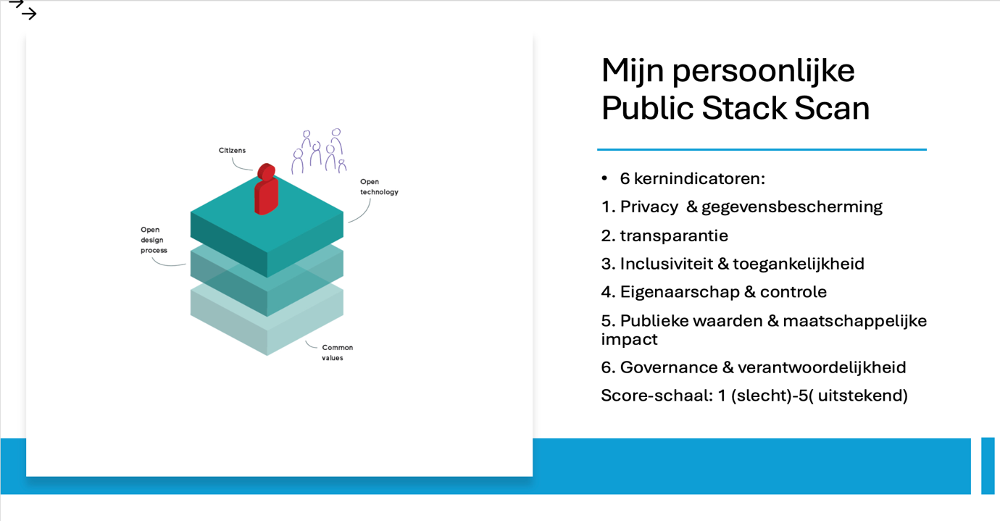 →
→
Citizens
Open
technology
Open
design
process
Common
values
Mijn persoonlijke
Public Stack Scan
• 6 kernindicatoren:
1. Privacy  & gegevensbescherming
2. transparantie
3. Inclusiviteit & toegankelijkheid
4. Eigenaarschap & controle
5. Publieke waarden & maatschappelijke
impact
6. Governance & verantwoordelijkheid
Score-schaal: 1 (slecht)-5( uitstekend)